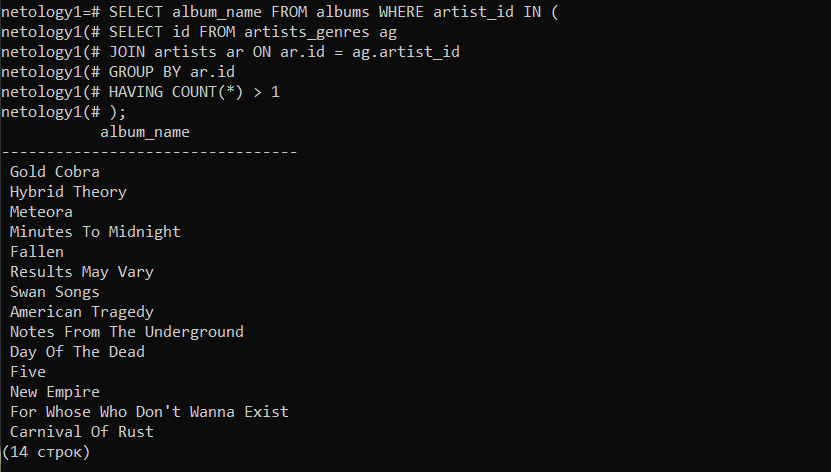 netology1=# SELECT album_name FROM albums WHERE artist_id IN (
netology1(# SELECT id FROM artists_genres ag
netology1(# JOIN artists ar ON ar.id = ag.artist_id
netology1(# GROUP BY ar.id
netology1(# HAVING COUNT(*) > 1
netology1(# );
album_name
---------------------------------
Gold Cobra
Hybrid Theory
Meteora
Minutes To Midnight
Fallen
Results May Vary
Swan Songs
American Tragedy
Notes From The Underground
Day Of The Dead
Five
New Empire
For Whose Who Don't Wanna Exist
Carnival Of Rust
(14 строк)